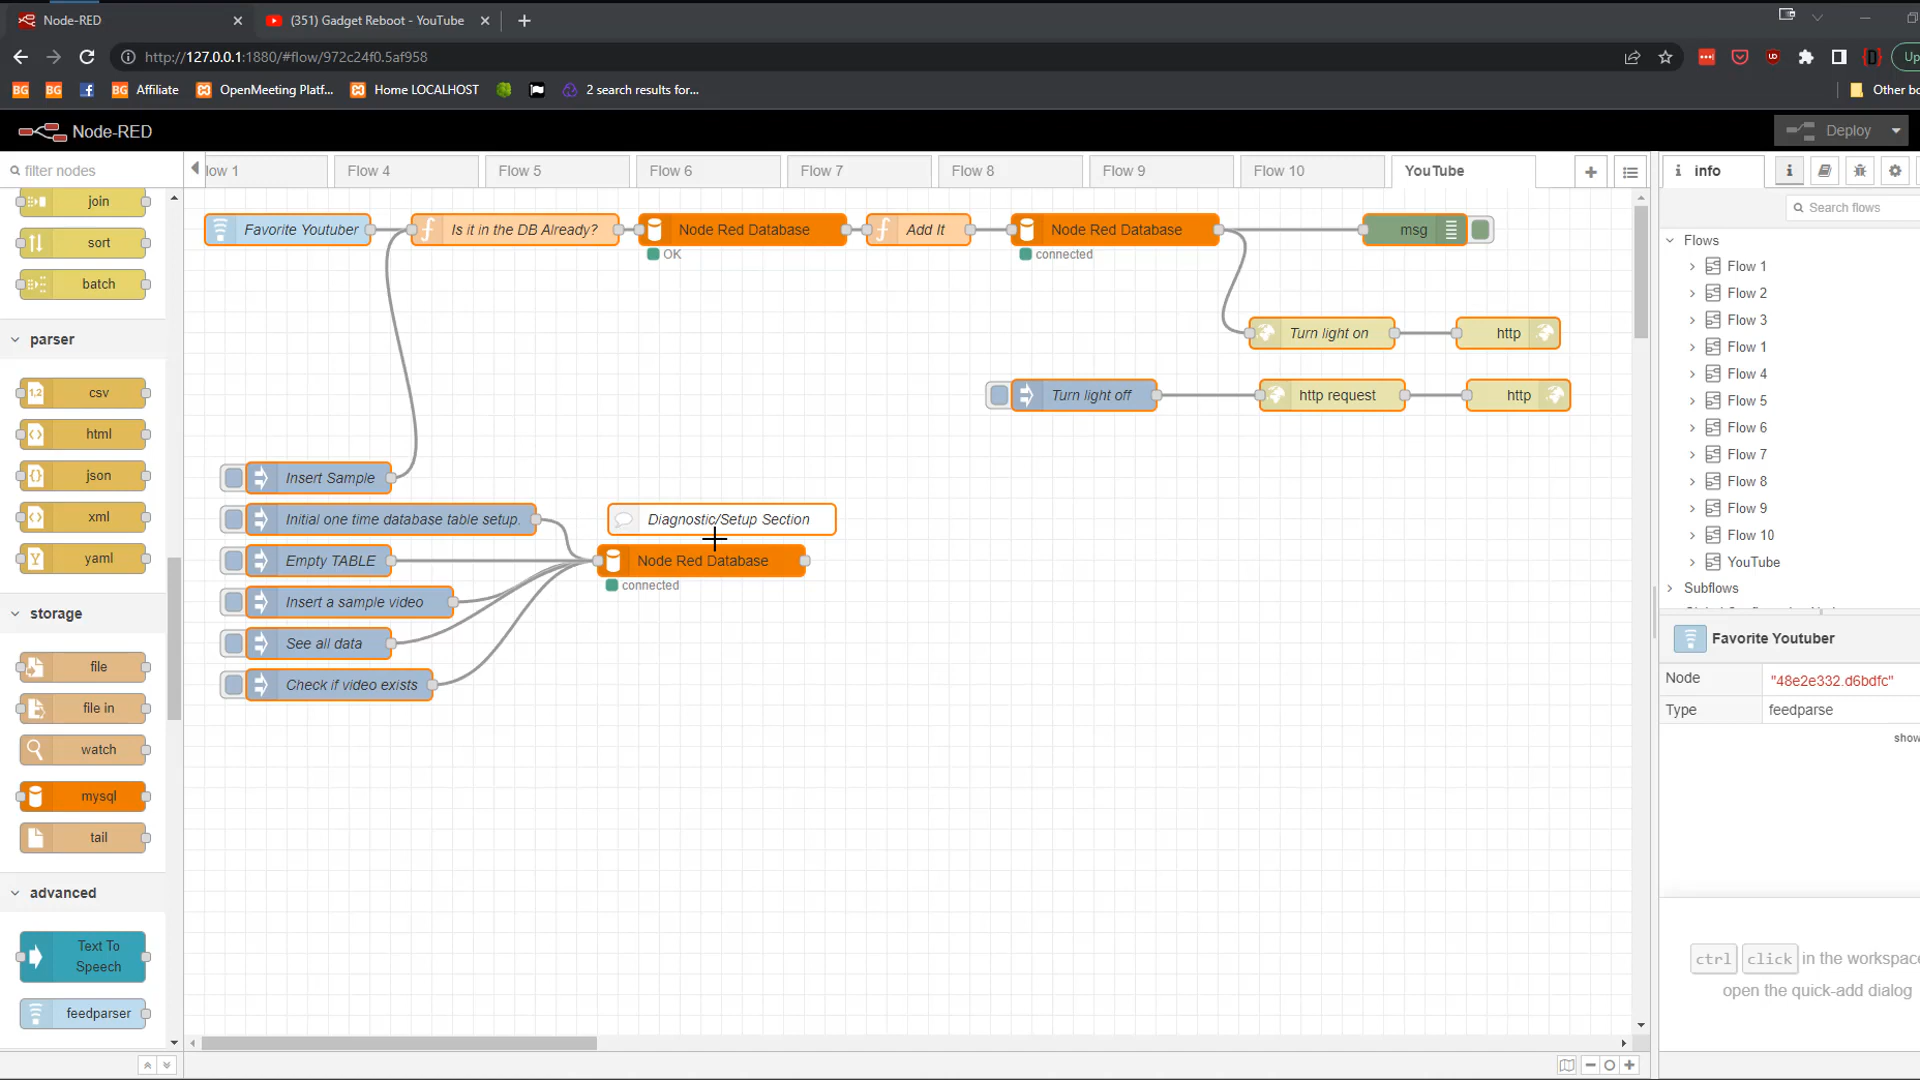 Node-RED
(351) Gadget Reboot - YouTube
http://127.0.0.1:1880/#flow/972c24f0.5af958
Up
BG
BG
BG Affiliate
OpenMeeting Platf...
Home LOCALHOST
2 search results for...
Other bo
Node-RED
Deploy
filter nodes
low 1
Flow 4
Flow 5
Flow 6
Flow 7
Flow 8
Flow 9
Flow 10
YouTube
info
Search flows
join
sort
batch
parser
csv
html
json
xml
yaml
storage
file
file in
watch
mysql
tail
advanced
Text To
Speech
feedparser
Favorite Youtuber
Is it in the DB Already?
Node Red Database
OK
Add It
Node Red Database
connected
msg
Turn light on
http
Turn light off
http request
http
Insert Sample
Initial one time database table setup.
Diagnostic/Setup Section
Empty TABLE
Node Red Database
connected
Insert a sample video
See all data
Check if video exists
Flows
Flow 1
Flow 2
Flow 3
Flow 1
Flow 4
Flow 5
Flow 6
Flow 7
Flow 8
Flow 9
Flow 10
YouTube
Subflows
Favorite Youtuber
Node "48e2e332.d6bdfc"
Type feedparse
show
ctrl click in the workspace
open the quick-add dialog